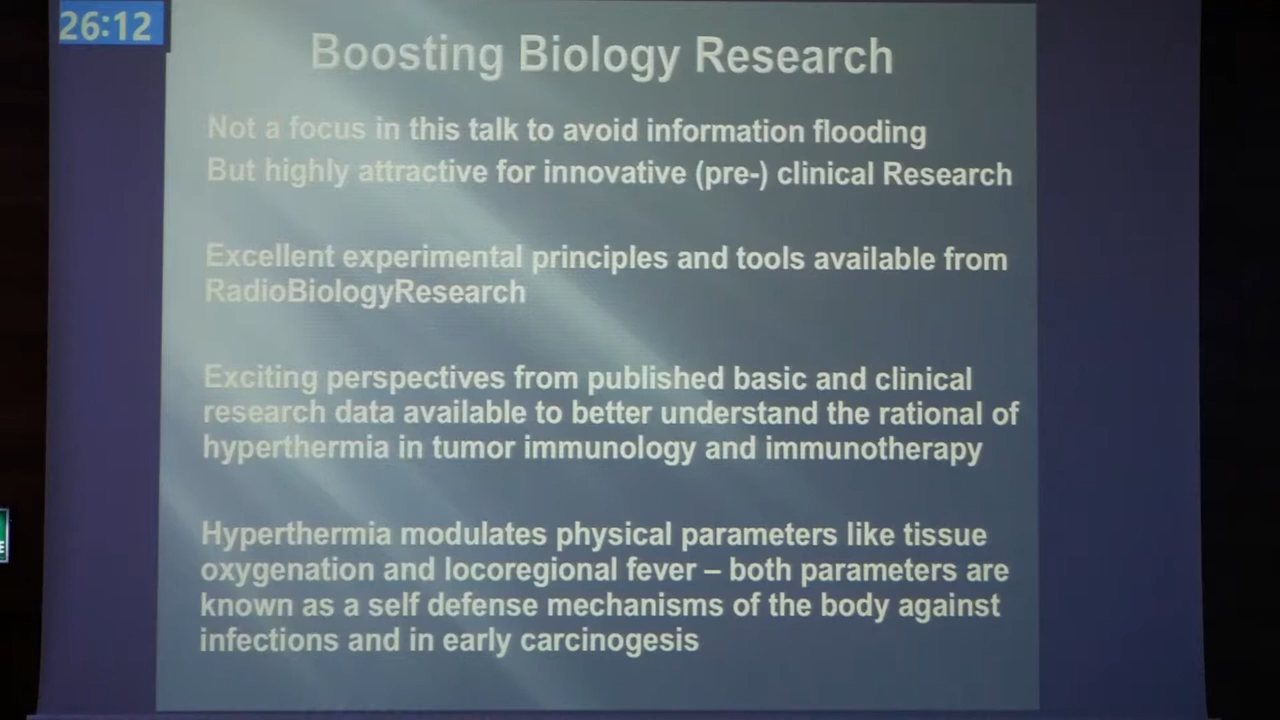 26:12
Boosting Biology Research
Not a focus in this talk to avoid information flooding
But highly attractive for innovative (pre-) clinical Research
Excellent experimental principles and tools available from
RadioBiologyResearch
Exciting perspectives from published basic and clinical
research data available to better understand the rational of
hyperthermia in tumor immunology and immunotherapy
Hyperthermia modulates physical parameters like tissue
oxygenation and locoregional fever – both parameters are
known as a self defense mechanisms of the body against
infections and in early carcinogesis